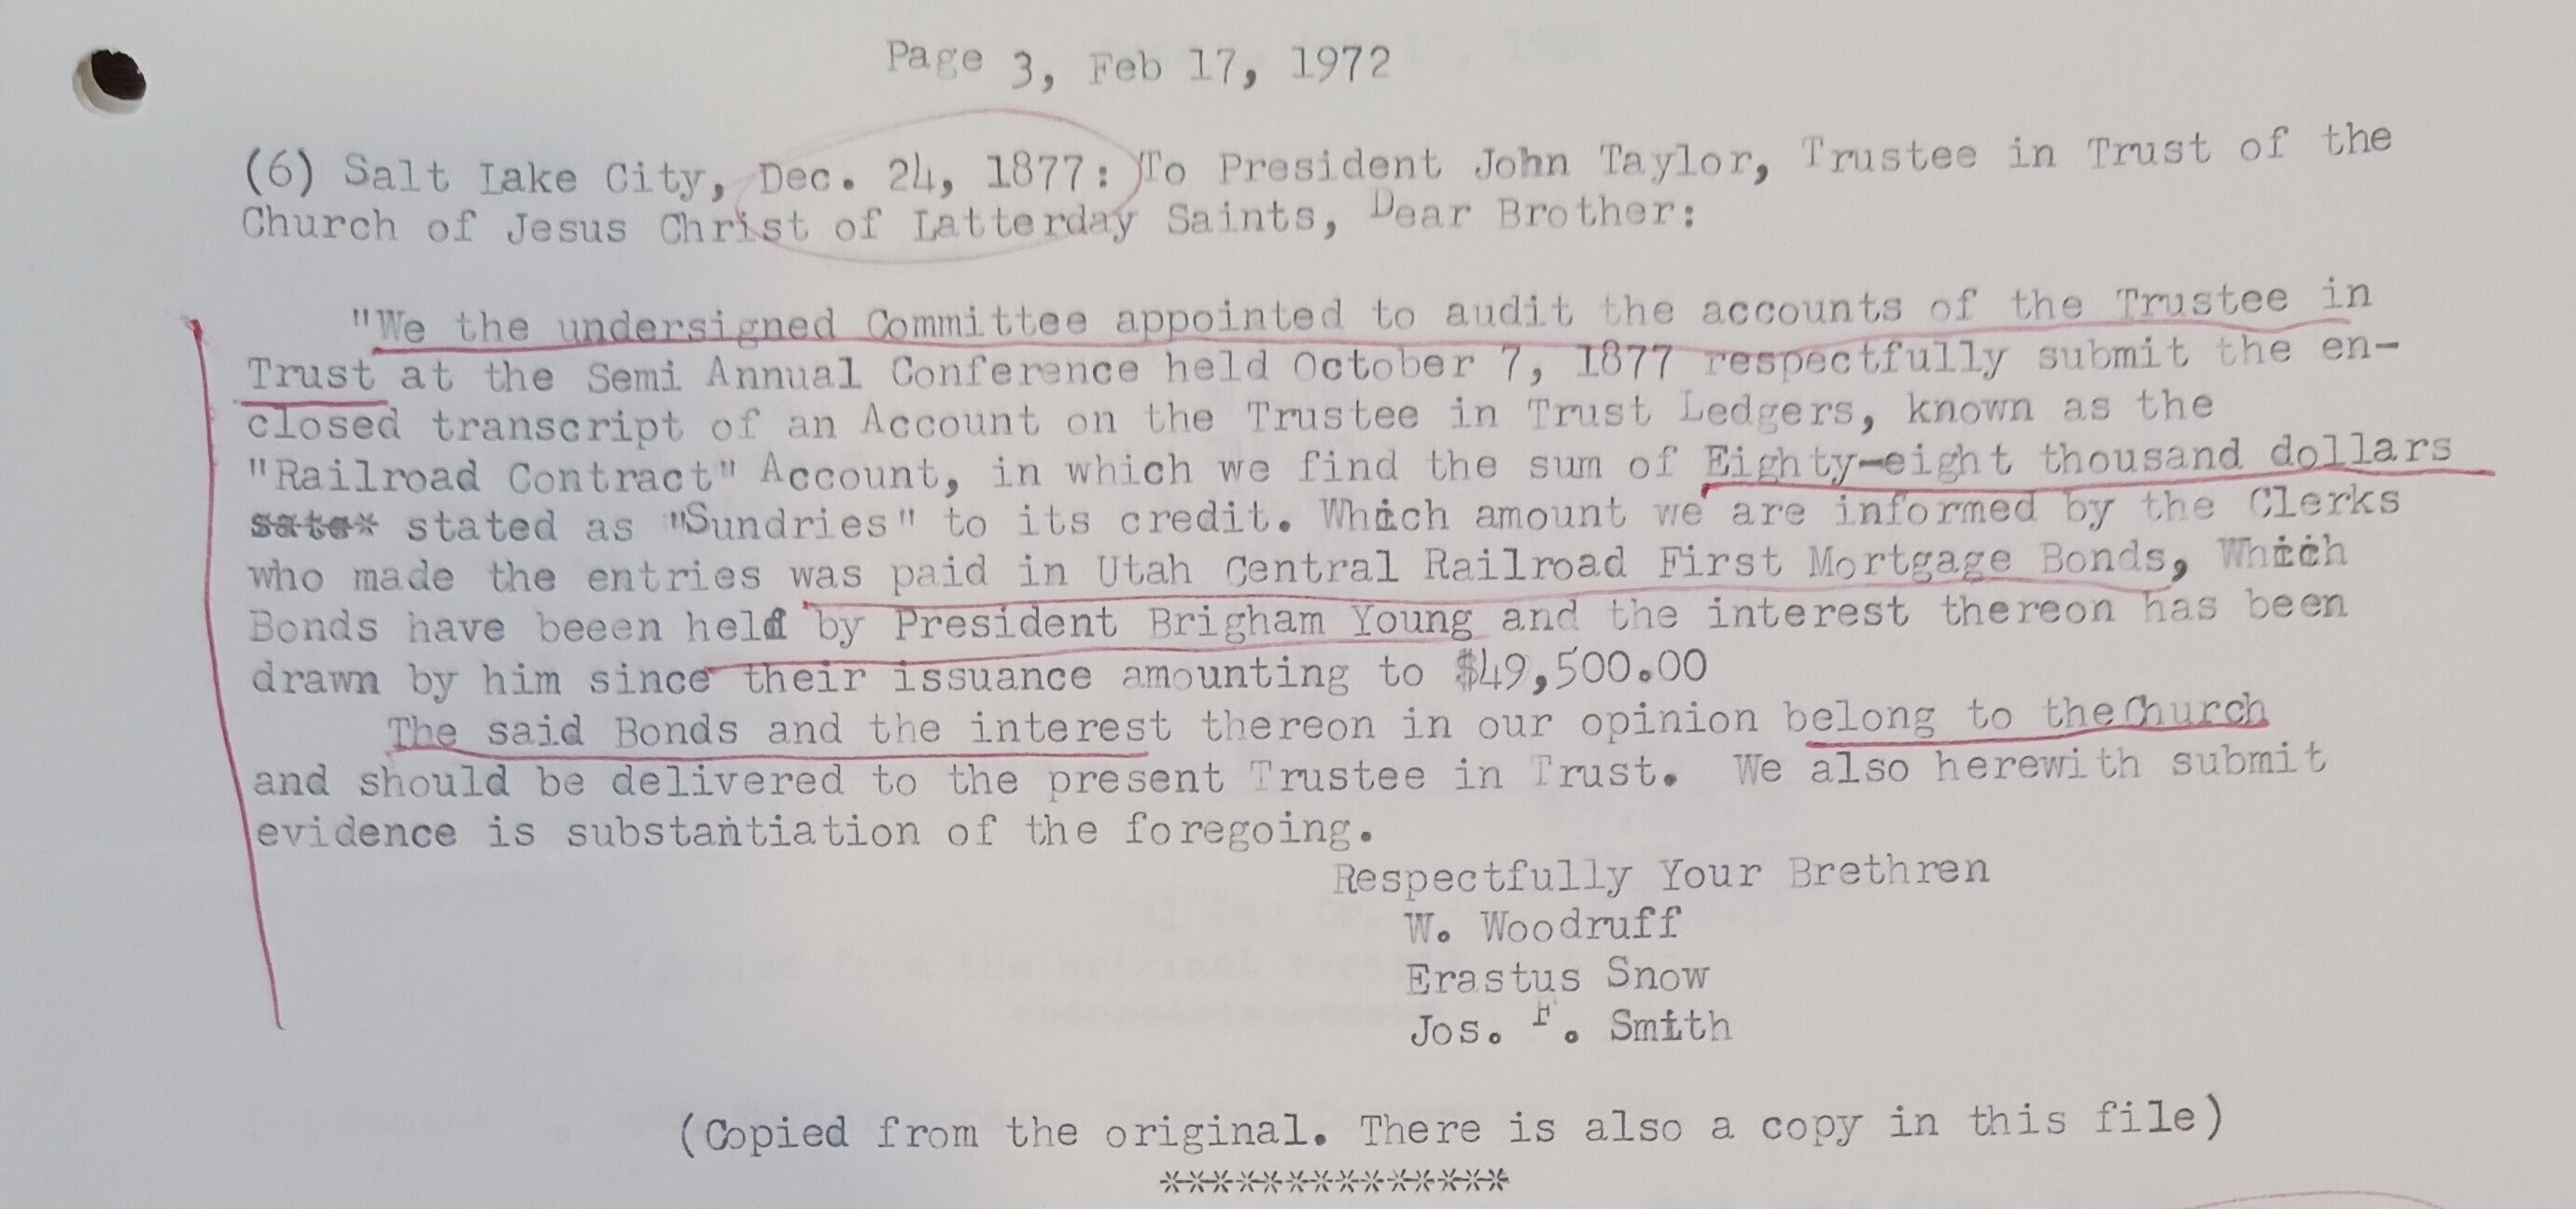 Page 3, Feb 17, 1972
(6) Salt Lake City, Dec. 24, 1877: To President John Taylor, Trustee in Trust of the
Church of Jesus Christ of Latterday Saints, Dear Brother:
"We the undersigned Committee appointed to audit the accounts of the Trustee in
Trust at the Semi Annual Conference held October 7, 1877 respectfully submit the en-
closed transcript of an Account on the Trustee in Trust Ledgers, known as the
"Railroad Contract" Account, in which we find the sum of Eighty-eight thousand dollars
stated as "Sundries" to its credit. Which amount we are informed by the Clerks
who made the entries was paid in Utah Central Railroad First Mortgage Bonds, Which
Bonds have beeen held by President Brigham Young and the interest thereon has been
drawn by him since their issuance amounting to $49,500.00
The said Bonds and the interest thereon in our opinion belong to theChurch
and should be delivered to the present Trustee in Trust. We also herewith submit
evidence is substantiation of the foregoing.
Respectfully Your Brethren
W. Woodruff
Erastus Snow
Jos. F. Smith
(Copied from the original. There is also a copy in this file)
**************